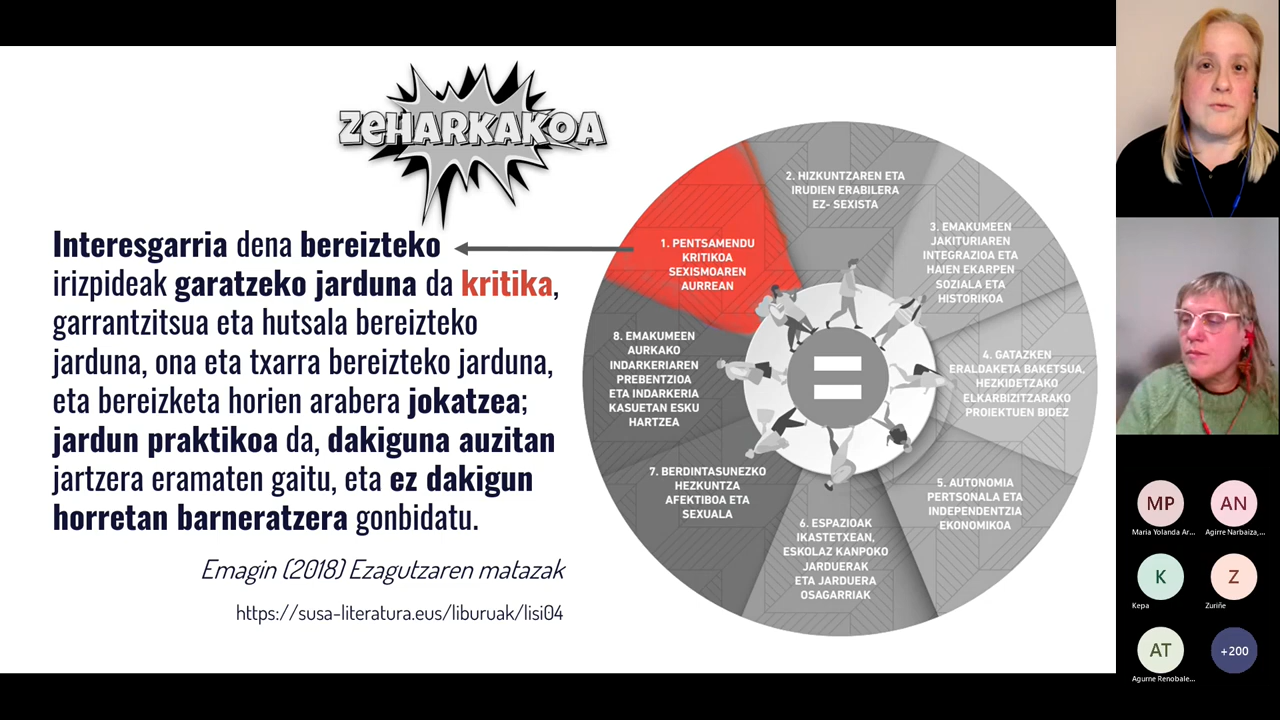 ZEHARKAKOA
Interesgarria dena bereizteko
irizpideak garatzeko jarduna da kritika,
garrantzitsua eta hutsala bereizteko
jarduna, ona eta txarra bereizteko jarduna,
eta bereizketa horien arabera jokatzea;
jardun praktikoa da, dakiguna auzitan
jartzera eramaten gaitu, eta ez dakigun
horretan barneratzera gonbidatu.
Emagin (2018) Ezagutzaren matazak
https://susa-literatura.eus/liburuak/lisi04
1. PENTSAMENDU
KRITIKOA
SEXISMOAREN
AURREAN
2. HIZKUNTZAREN ETA
IRUDIEN ERABILERA
EZ- SEXISTA
3. EMAKUMEEN
JAKITURIAREN
INTEGRAZIOA ETA
HAIEN EKARPEN
SOZIALA ETA
HISTORIKOA
4. GATAZKEN
ERALDAKETA BAKETSUA,
HEZKIDETZAKO
ELKARBIZITZARAKO
PROIEKTUEN BIDEZ
5. AUTONOMIA
PERTSONALA ETA
INDEPENDENTZIA
EKONOMIKOA
6. ESPAZIOAK
IKASTETXEAN,
ESKOLAZ KANPOKO
JARDUERAK
ETA JARDUERA
OSAGARRIAK
7. BERDINTASUNEZKO
HEZKUNTZA
AFEKTIBOA ETA
SEXUALA
8. EMAKUMEEN
AURKAKO
INDARKERIAREN
PREBENTZIOA
ETA INDARKERIA
KASUETAN ESKU
HARTZEA
=
MP
Maria Yolanda Ar...
AN
Agirre Narbaiza,...
K
Kepa
Z
Zuriñe
AT
Agurne Renobale...
+200